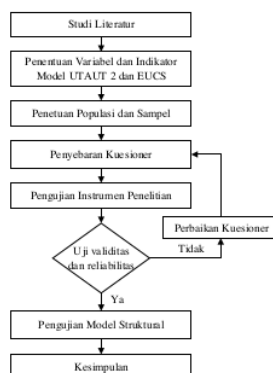 Studi Literatur
Penentuan Variabel dan Indikator
Model UTAUT 2 dan EUCS
Penetuan Populasi dan Sampel
Penyebaran Kuesioner
Pengujian Instrumen Penelitian
Perbaikan Kuesioner
Uji validitas
dan reliabilitas
Tidak
Ya
Pengujian Model Struktural
Kesimpulan